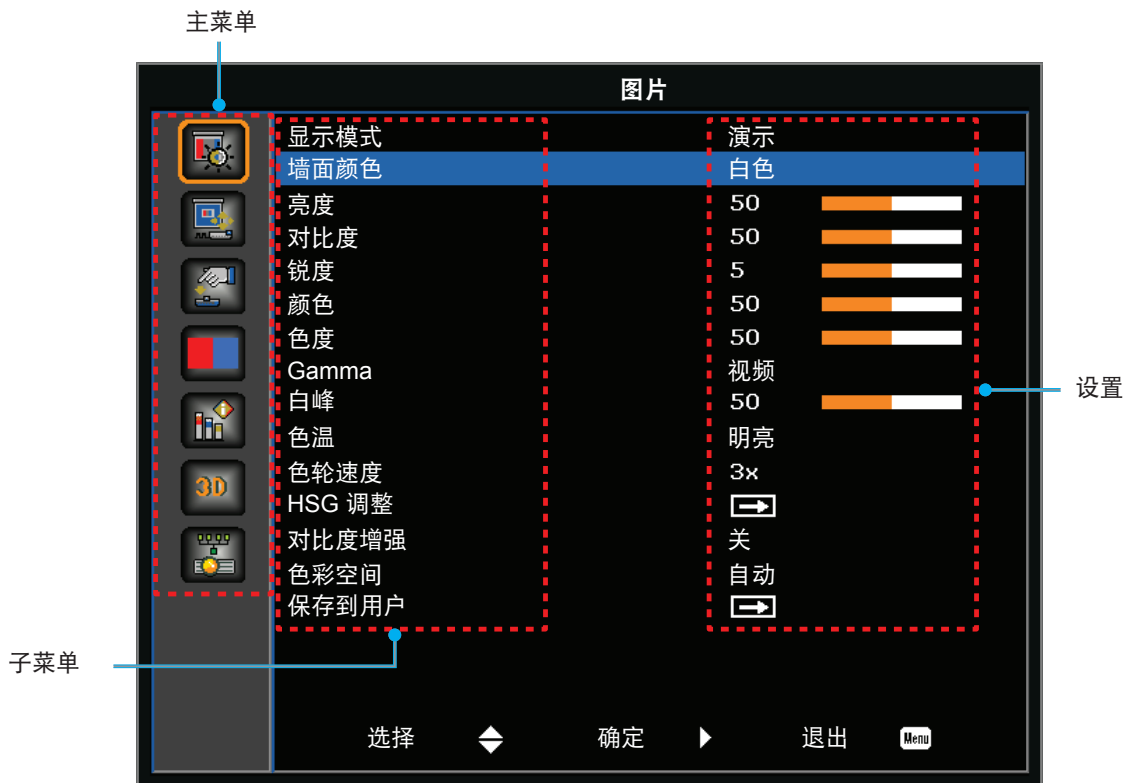 主菜单
图片
显示模式 演示
墙面颜色 白色
亮度 50
对比度 50
锐度 5
颜色 50
色度 50
Gamma 视频
白峰 50
色温 明亮
色轮速度 3x
HSG 调整
对比度增强 关
色彩空间 自动
保存到用户
3D
设置
子菜单
选择 确定 退出 Menu